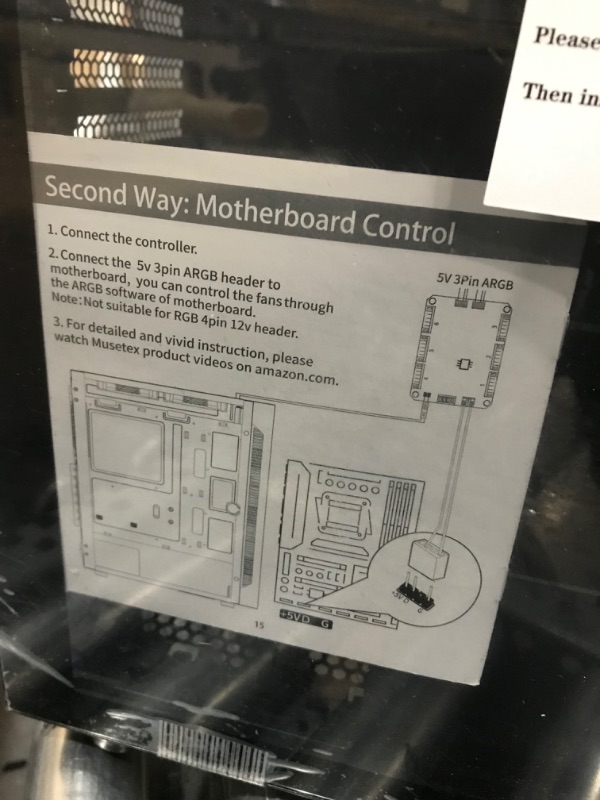 Please
Then in
Second Way: Motherboard Control
1. Connect the controller.
2. Connect the 5v 3pin ARGB header to
motherboard, you can control the fans through
the ARGB software of motherboard.
Note:Not suitable for RGB 4pin 12v header.
3. For detailed and vivid instruction, please
watch Musetex product videos on amazon.com.
5V 3Pin ARGB
+5V D G
+5V D G
15